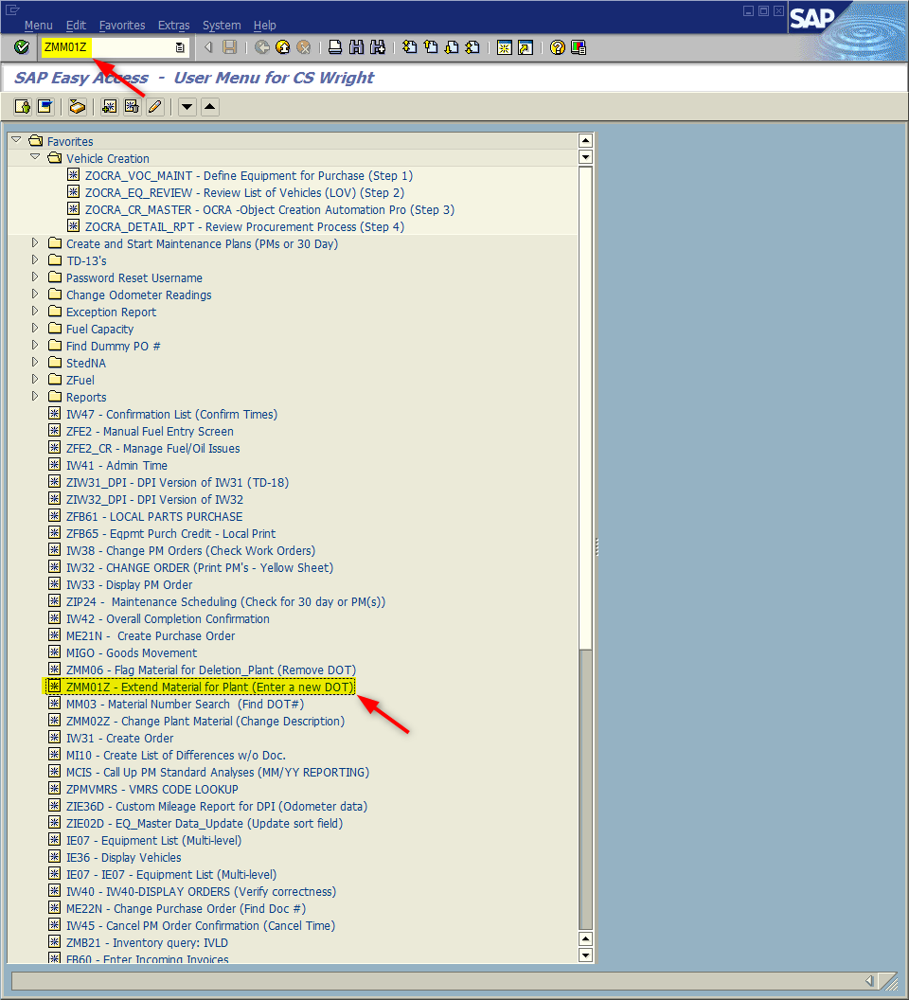 Menu Edit Favorites Extras System Help
SAP
ZMM01Z
SAP Easy Access - User Menu for CS Wright
Favorites
Vehicle Creation
ZOCRA_VOC_MAINT - Define Equipment for Purchase (Step 1)
ZOCRA_EQ_REVIEW - Review List of Vehicles (LOV) (Step 2)
ZOCRA_CR_MASTER - OCRA -Object Creation Automation Pro (Step 3)
ZOCRA_DETAIL_RPT - Review Procurement Process (Step 4)
Create and Start Maintenance Plans (PMs or 30 Day)
TD-13's
Password Reset Username
Change Odometer Readings
Exception Report
Fuel Capacity
Find Dummy PO #
StedNA
ZFuel
Reports
IW47 - Confirmation List (Confirm Times)
ZFE2 - Manual Fuel Entry Screen
ZFE2_CR - Manage Fuel/Oil Issues
IW41 - Admin Time
ZIW31_DPI - DPI Version of IW31 (TD-18)
ZIW32_DPI - DPI Version of IW32
ZFB61 - LOCAL PARTS PURCHASE
ZFB65 - Eqpmt Purch Credit - Local Print
IW38 - Change PM Orders (Check Work Orders)
IW32 - CHANGE ORDER (Print PM's - Yellow Sheet)
IW33 - Display PM Order
ZIP24 -  Maintenance Scheduling (Check for 30 day or PM(s))
IW42 - Overall Completion Confirmation
ME21N -  Create Purchase Order
MIGO - Goods Movement
ZMM06 - Flag Material for Deletion_Plant (Remove DOT)
ZMM01Z - Extend Material for Plant (Enter a new DOT)
MM03 - Material Number Search  (Find DOT#)
ZMM02Z - Change Plant Material (Change Description)
IW31 - Create Order
MI10 - Create List of Differences w/o Doc.
MCIS - Call Up PM Standard Analyses (MM/YY REPORTING)
ZPMVMRS - VMRS CODE LOOKUP
ZIE36D - Custom Mileage Report for DPI (Odometer data)
ZIE02D - EQ_Master Data_Update (Update sort field)
IE07 - Equipment List (Multi-level)
IE36 - Display Vehicles
IE07 - IE07 - Equipment List (Multi-level)
IW40 - IW40-DISPLAY ORDERS (Verify correctness)
ME22N - Change Purchase Order (Find Doc #)
IW45 - Cancel PM Order Confirmation (Cancel Time)
ZMB21 - Inventory query: IVLD
FB60 - Enter Incoming Invoices